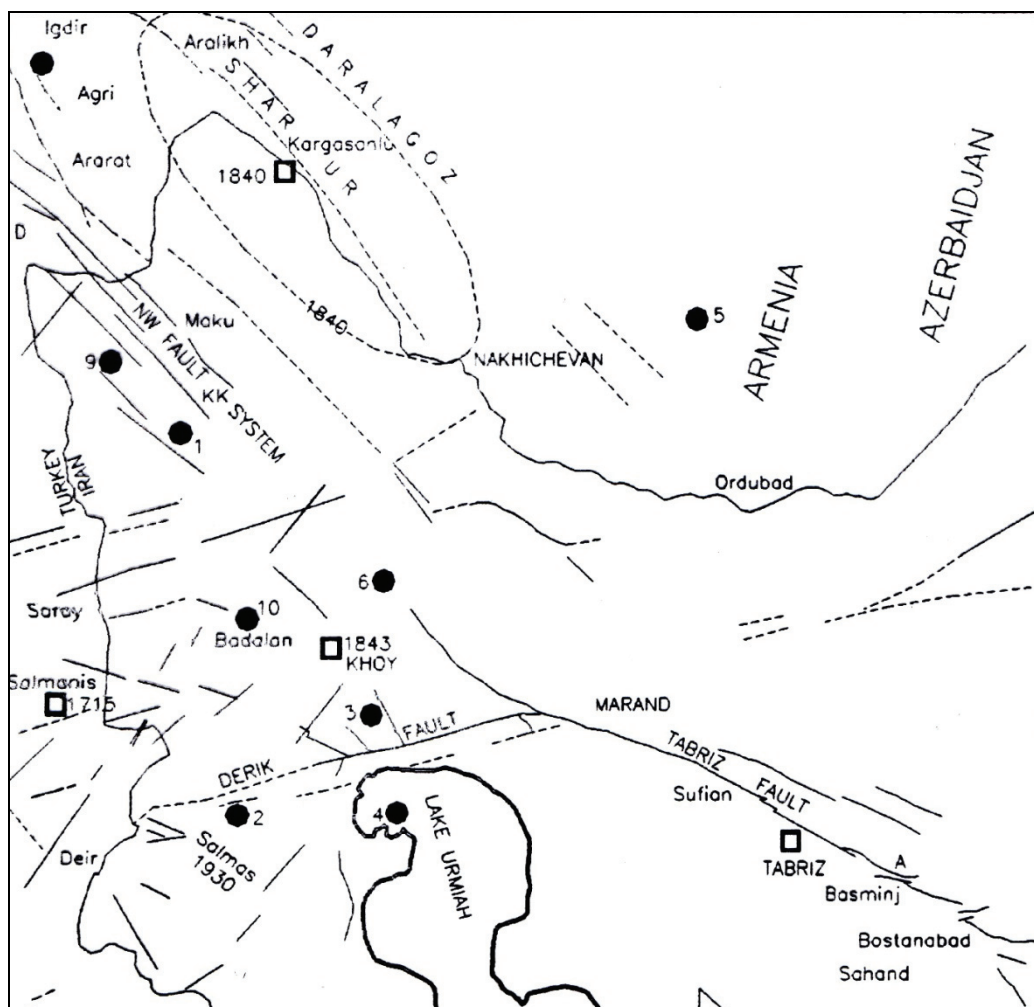 Igdir
Aralikh
DARALAGOZ
SHARUR
Agri
Kargasanlu
Ararat
1840
D
AZERBAIDJAN
ARMENIA
5
1840
Maku
NAKHICHEVAN
NW FAULT SYSTEM
KK
9
1
TURKEY
IRAN
Ordubad
6
Saray
10
Badalan
1843
KHOY
Salmanis
1715
3
MARAND
FAULT
DERIK
TABRIZ FAULT
Sufian
2
4
LAKE URMIAH
Salmas
1930
Deir
TABRIZ
A
Basminj
Bostanabad
Sahand